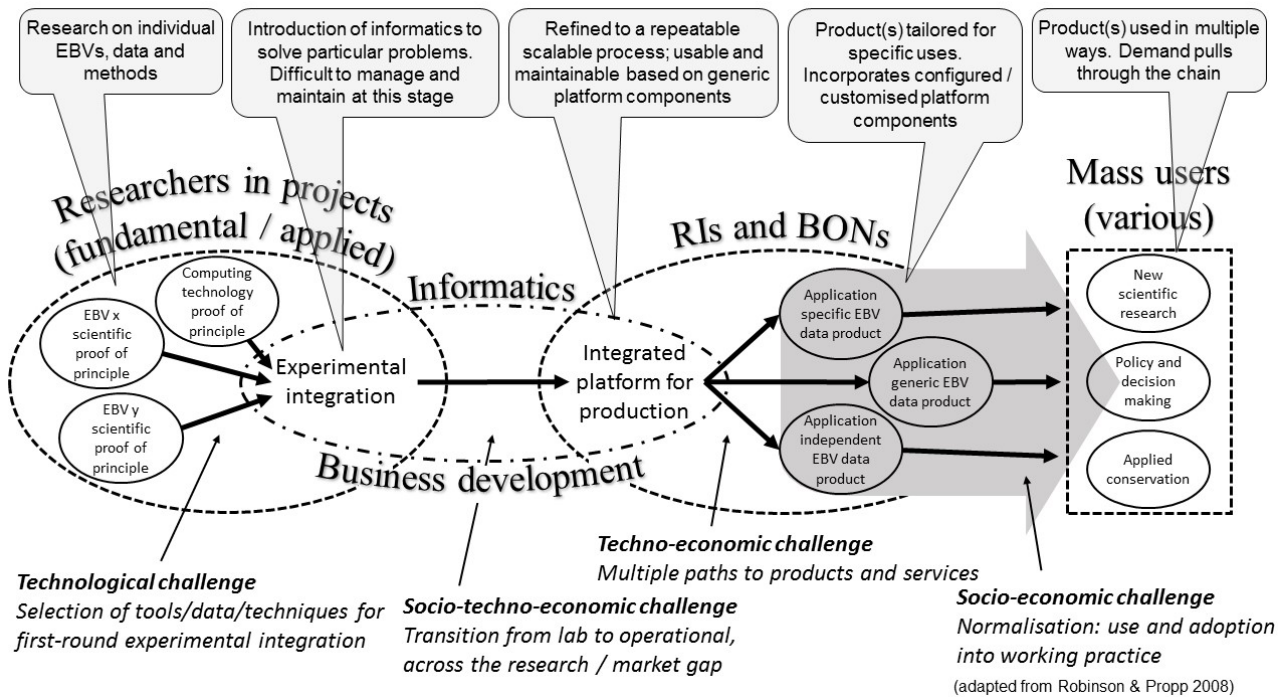 Research on individual
EBVs, data and
methods
Introduction of informatics to
solve particular problems.
Difficult to manage and
maintain at this stage
Refined to a repeatable
scalable process; usable and
maintainable based on generic
platform components
Product(s) tailored for
specific uses.
Incorporates configured /
customised platform
components
Product(s) used in multiple
ways. Demand pulls
through the chain
Researchers in projects
(fundamental / applied)
Informatics
Business development
RIs and BONs
Mass users
(various)
Computing
technology proof of
principle
EBV x
scientific
proof of
principle
EBV y
scientific
proof of
principle
Experimental
integration
Integrated
platform for
production
Application
specific EBV
data product
Application
generic EBV
data product
Application
independent
EBV data
product
New
scientific
research
Policy and
decision
making
Applied
conservation
Technological challenge
Selection of tools/data/techniques for
first-round experimental integration
Socio-techno-economic challenge
Transition from lab to operational,
across the research / market gap
Techno-economic challenge
Multiple paths to products and services
Socio-economic challenge
Normalisation: use and adoption
into working practice
(adapted from Robinson & Propp 2008)